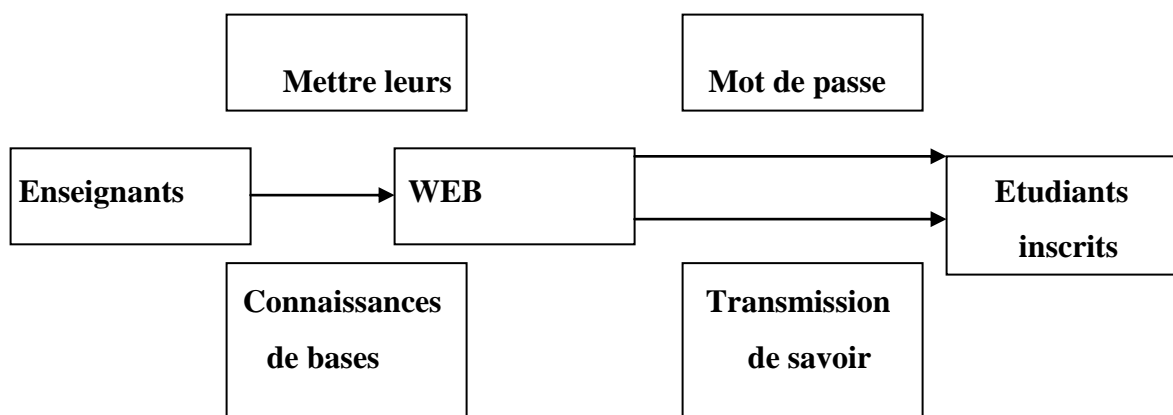 Mettre leurs
Mot de passe
Enseignants
WEB
Etudiants
inscrits
Connaissances
de bases
Transmission
de savoir